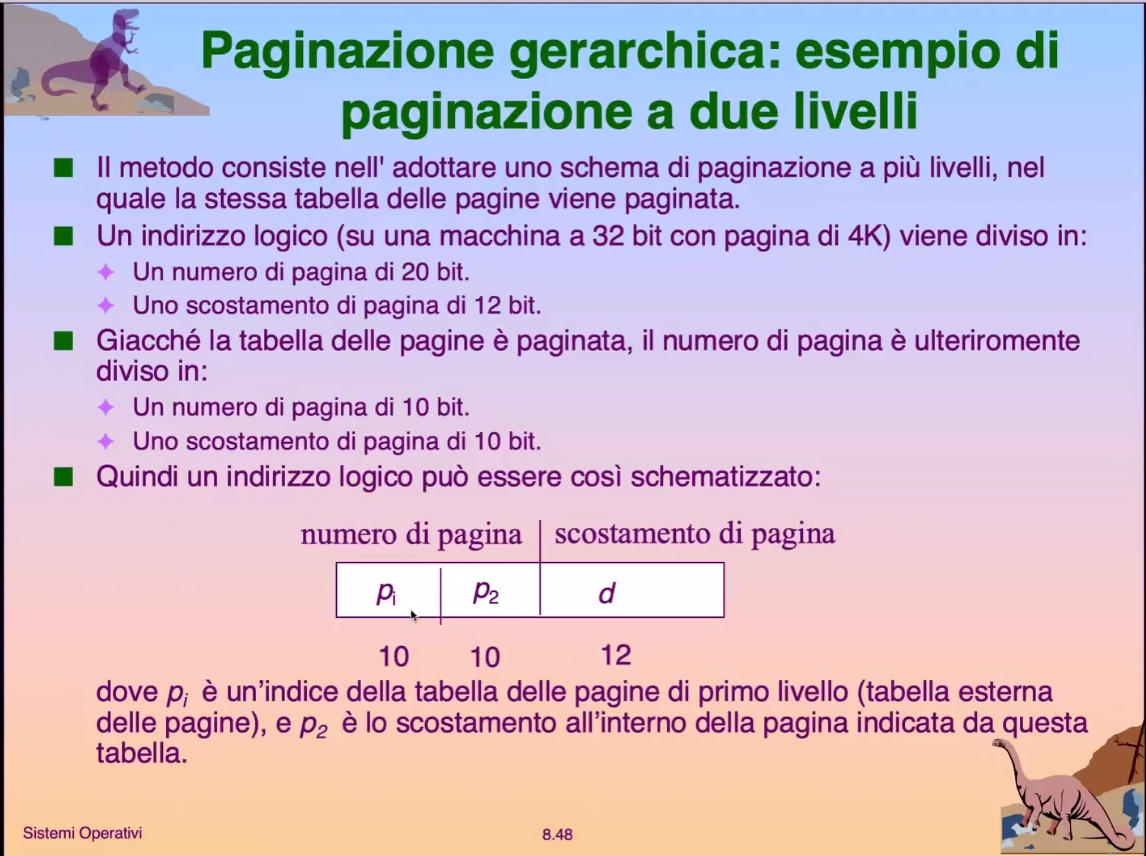 Paginazione gerarchica: esempio di
paginazione a due livelli
Il metodo consiste nell' adottare uno schema di paginazione a più livelli, nel
quale la stessa tabella delle pagine viene paginata.
Un indirizzo logico (su una macchina a 32 bit con pagina di 4K) viene diviso in:
Un numero di pagina di 20 bit.
Uno scostamento di pagina di 12 bit.
Giacché la tabella delle pagine è paginata, il numero di pagina è ulteriromente
diviso in:
Un numero di pagina di 10 bit.
Uno scostamento di pagina di 10 bit.
Quindi un indirizzo logico può essere così schematizzato:
numero di pagina scostamento di pagina
pi p2 d
10 10 12
dove pi è un’indice della tabella delle pagine di primo livello (tabella esterna
delle pagine), e p2 è lo scostamento all’interno della pagina indicata da questa
tabella.
Sistemi Operativi 8.48